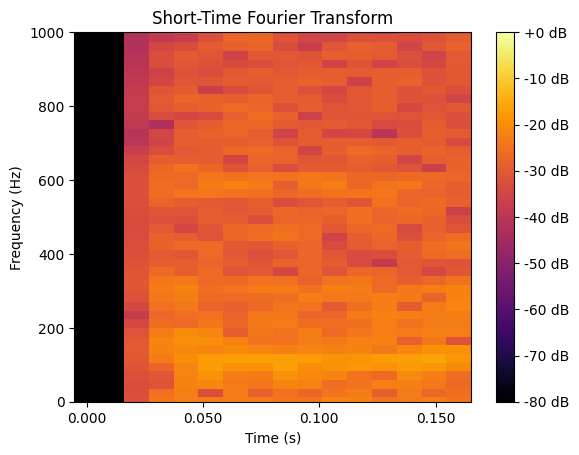 Short-Time Fourier Transform
1000
800
600
400
200
0
Frequency (Hz)
0.000
0.050
0.100
0.150
Time (s)
+0 dB
-10 dB
-20 dB
-30 dB
-40 dB
-50 dB
-60 dB
-70 dB
-80 dB